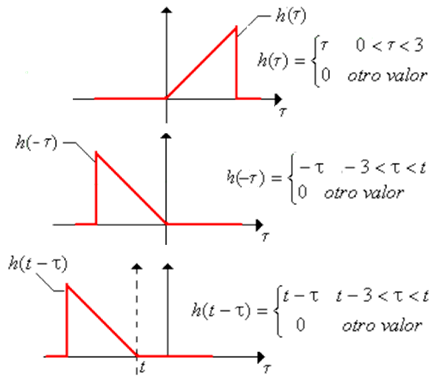 h(τ)
h(τ) = { τ 0 < τ < 3
0 otro valor
τ
h(-τ)
h(-τ) = { -τ -3 < τ < t
0 otro valor
τ
h(t-τ)
h(t-τ) = { t-τ t-3 < τ < t
0 otro valor
t
τ